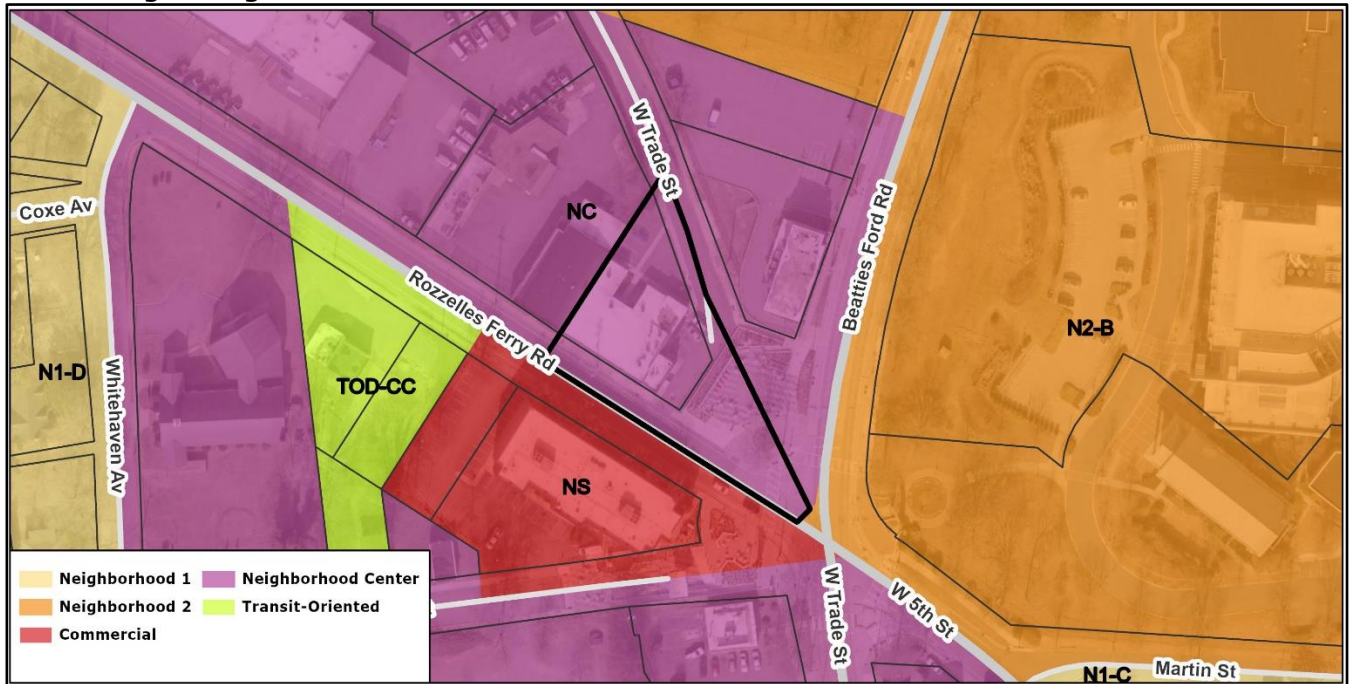 W Trade St
NC
Beatties Ford Rd
Coxe Av
Rozzelles Ferry Rd
N2-B
N1-D
TOD-CC
Whitehaven Av
NS
Neighborhood 1
Neighborhood Center
Neighborhood 2
Transit-Oriented
Commercial
W Trade St
W 5th St
Martin St
N1-C